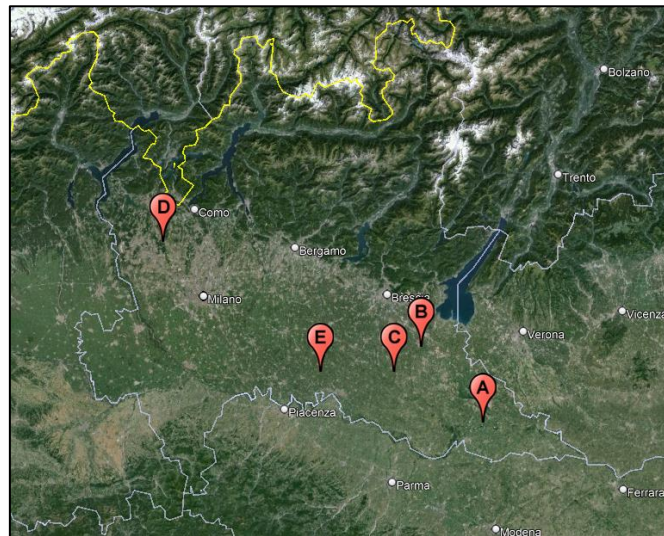 Bolzano
Trento
D
Como
Bergamo
Milano
Brescia
B
Vicenza
Verona
E
C
A
Piacenza
Parma
Ferrara
Modena